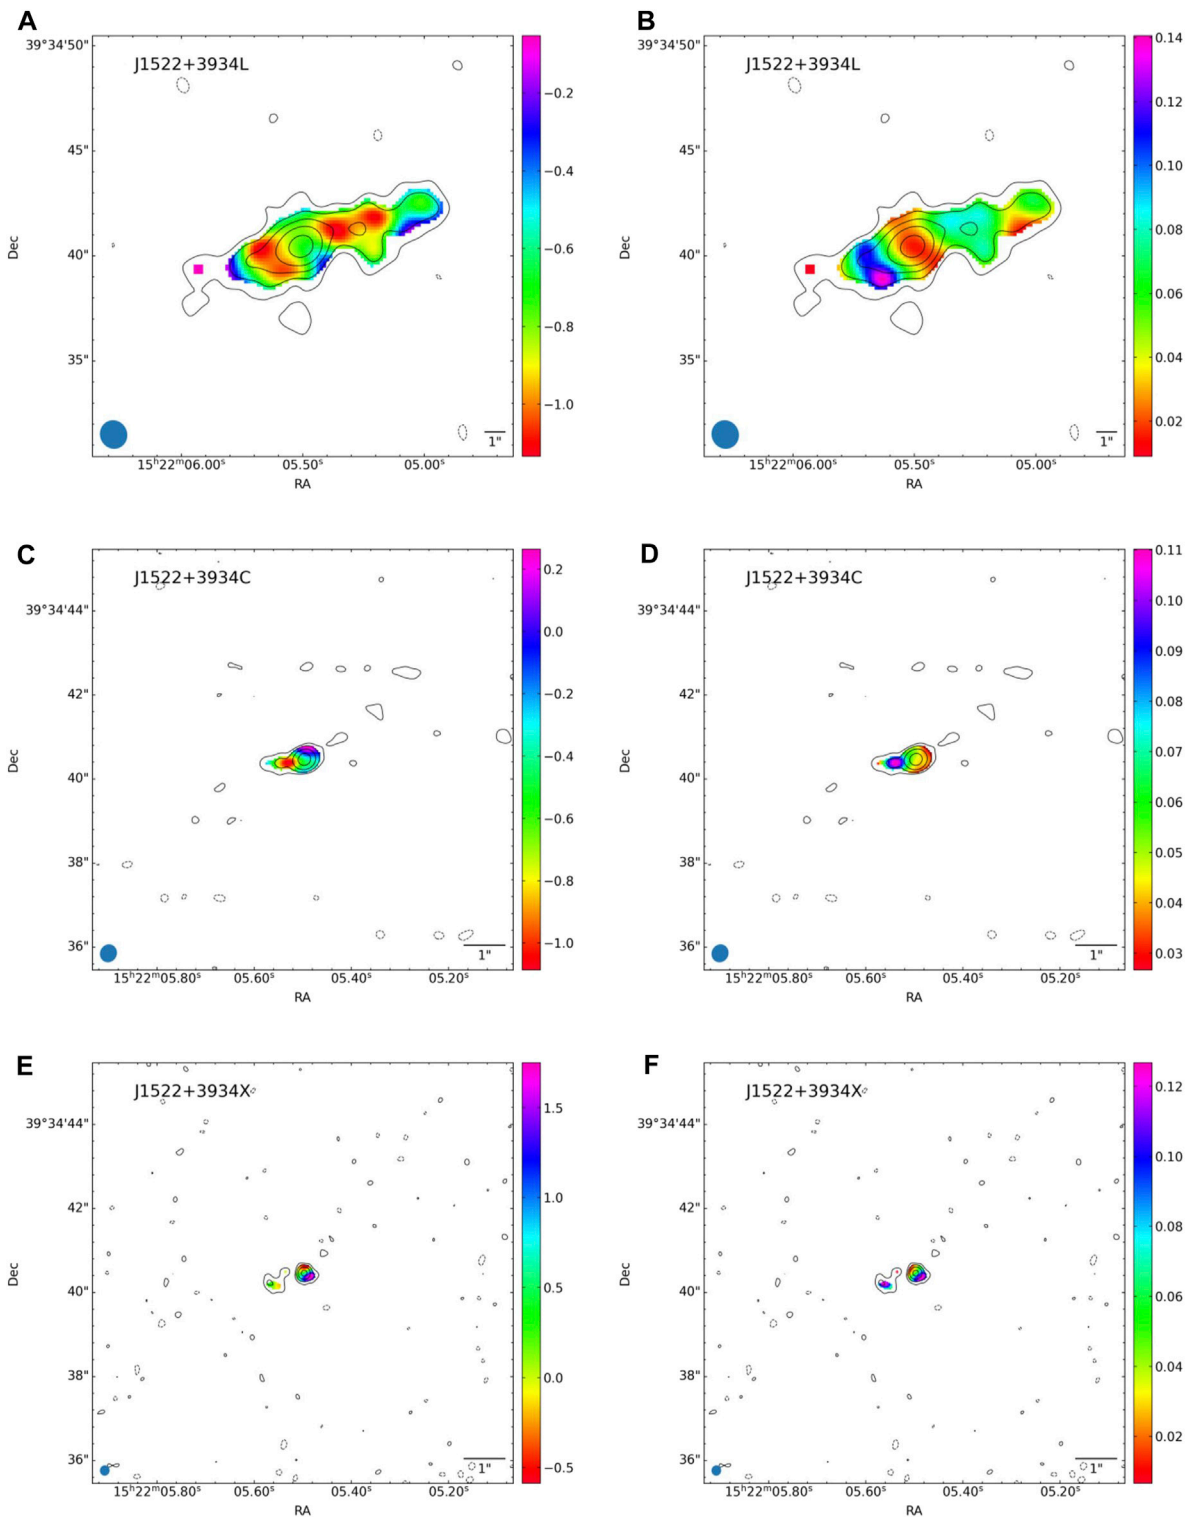 A
B
39°34'50"
J1522+3934L
45"
40"
35"
Dec
1"
15ʰ22ᵐ06.00ˢ
05.50ˢ
05.00ˢ
RA
−0.2
−0.4
−0.6
−0.8
−1.0
39°34'50"
J1522+3934L
45"
40"
35"
Dec
1"
15ʰ22ᵐ06.00ˢ
05.50ˢ
05.00ˢ
RA
0.14
0.12
0.10
0.08
0.06
0.04
0.02
C
D
J1522+3934C
39°34'44"
42"
40"
38"
36"
Dec
1"
15ʰ22ᵐ05.80ˢ
05.60ˢ
05.40ˢ
05.20ˢ
RA
0.2
0.0
−0.2
−0.4
−0.6
−0.8
−1.0
J1522+3934C
39°34'44"
42"
40"
38"
36"
Dec
1"
15ʰ22ᵐ05.80ˢ
05.60ˢ
05.40ˢ
05.20ˢ
RA
0.11
0.10
0.09
0.08
0.07
0.06
0.05
0.04
0.03
E
F
J1522+3934X
39°34'44"
42"
40"
38"
36"
Dec
1"
15ʰ22ᵐ05.80ˢ
05.60ˢ
05.40ˢ
05.20ˢ
RA
1.5
1.0
0.5
0.0
−0.5
J1522+3934X
39°34'44"
42"
40"
38"
36"
Dec
1"
15ʰ22ᵐ05.80ˢ
05.60ˢ
05.40ˢ
05.20ˢ
RA
0.12
0.10
0.08
0.06
0.04
0.02